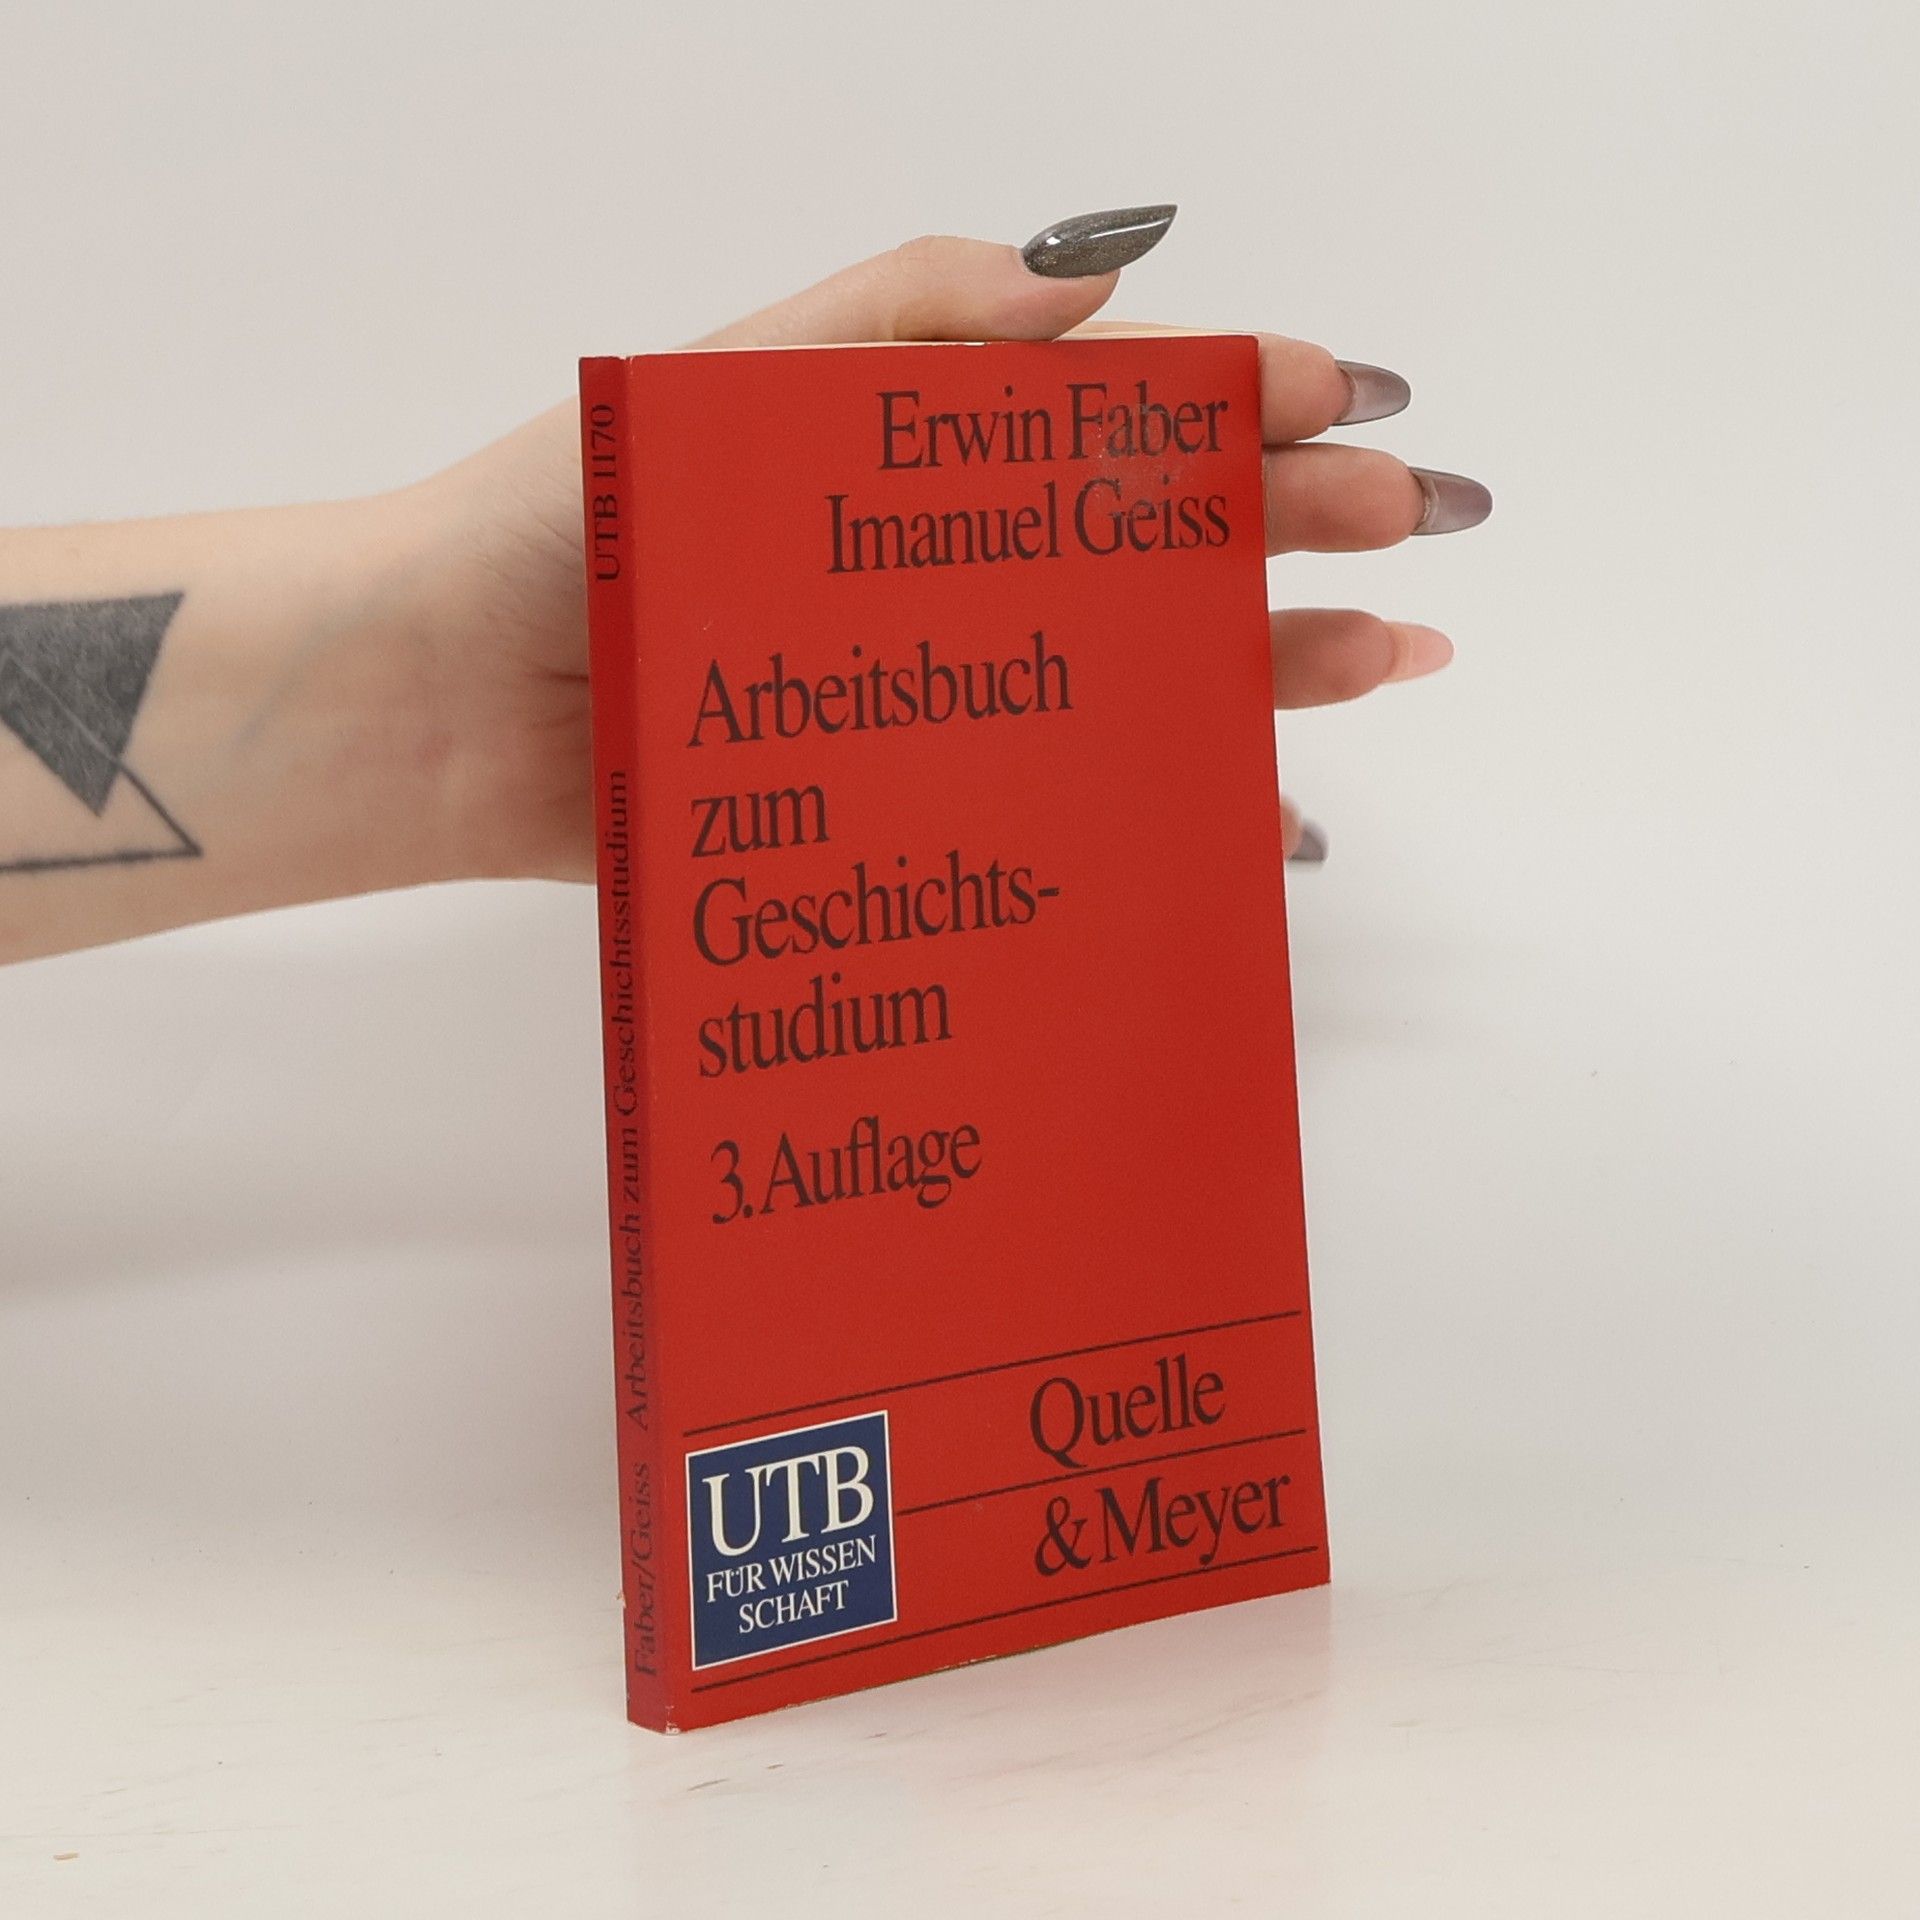 Erwin Faber
Imanuel Geiss
Arbeitsbuch
zum
Geschichts-
studium
3. Auflage
Quelle
& Meyer
UTB
FÜR WISSEN
SCHAFT
Faber/Geiss Arbeitsbuch zum Geschichtsstudium UTB 1170